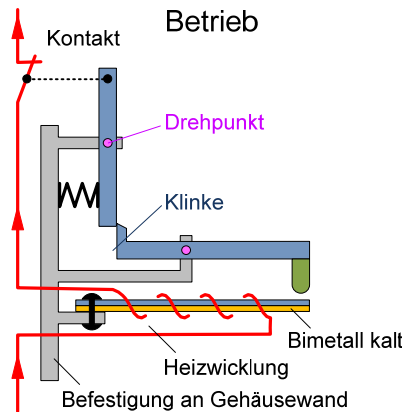 Betrieb
Kontakt
Drehpunkt
Klinke
Bimetall kalt
Heizwicklung
Befestigung an Gehäusewand